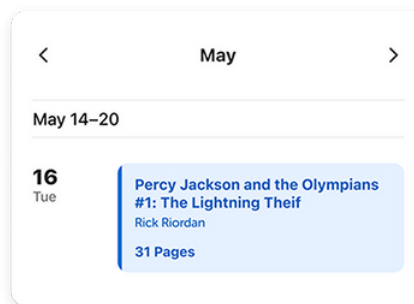 May
May 14–20
16
Tue
Percy Jackson and the Olympians
#1: The Lightning Theif
Rick Riordan
31 Pages